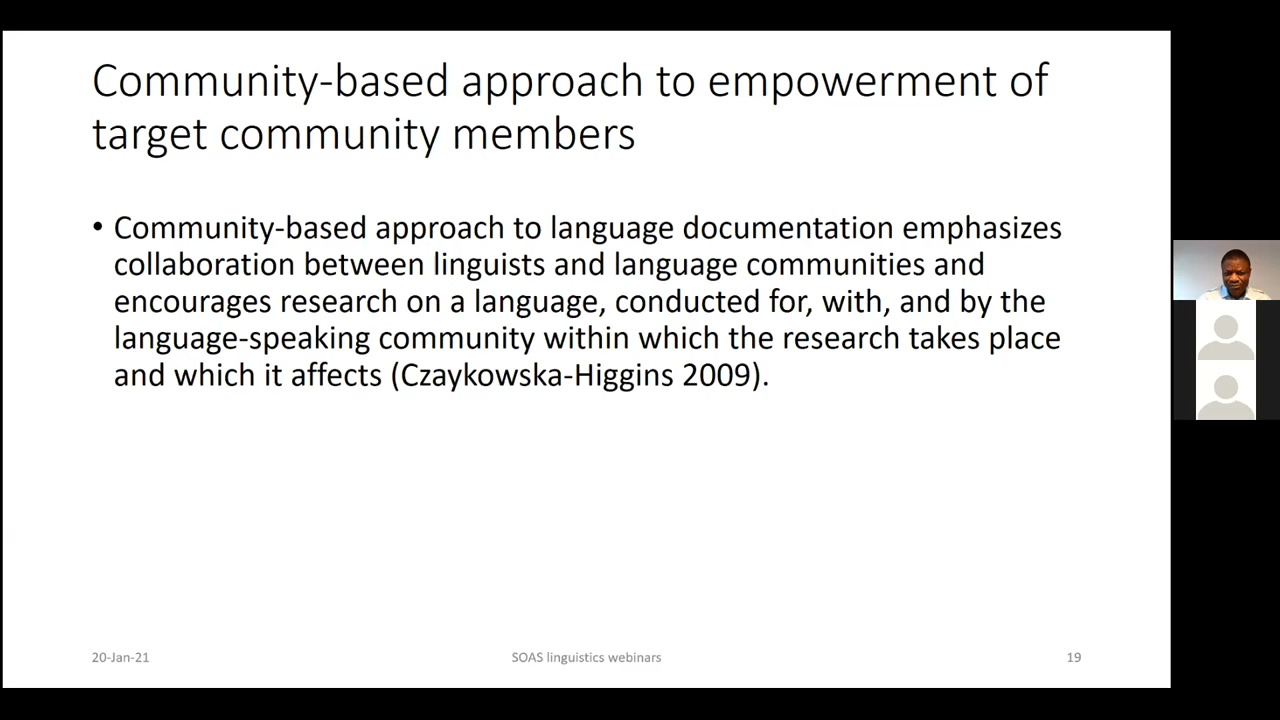 Community-based approach to empowerment of
target community members
• Community-based approach to language documentation emphasizes
collaboration between linguists and language communities and
encourages research on a language, conducted for, with, and by the
language-speaking community within which the research takes place
and which it affects (Czaykowska-Higgins 2009).
20-Jan-21
SOAS linguistics webinars
19